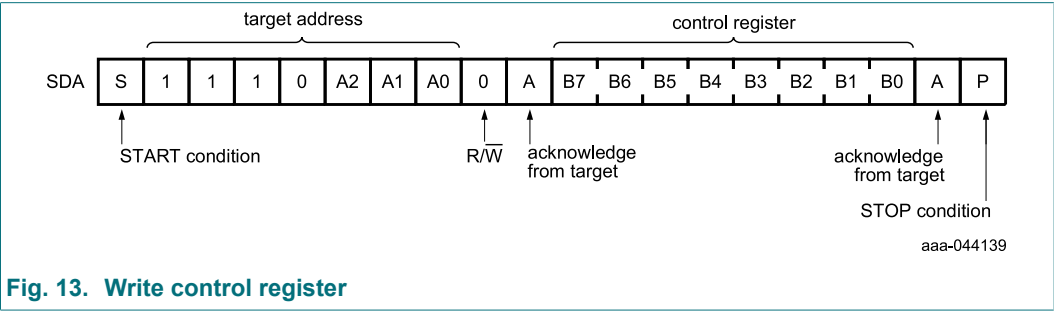 target address control register
SDA S 1 1 1 0 A2 A1 A0 0 A B7 B6 B5 B4 B3 B2 B1 B0 A P
START condition R/W̅ acknowledge acknowledge
from target from target
STOP condition
aaa-044139
Fig. 13. Write control register